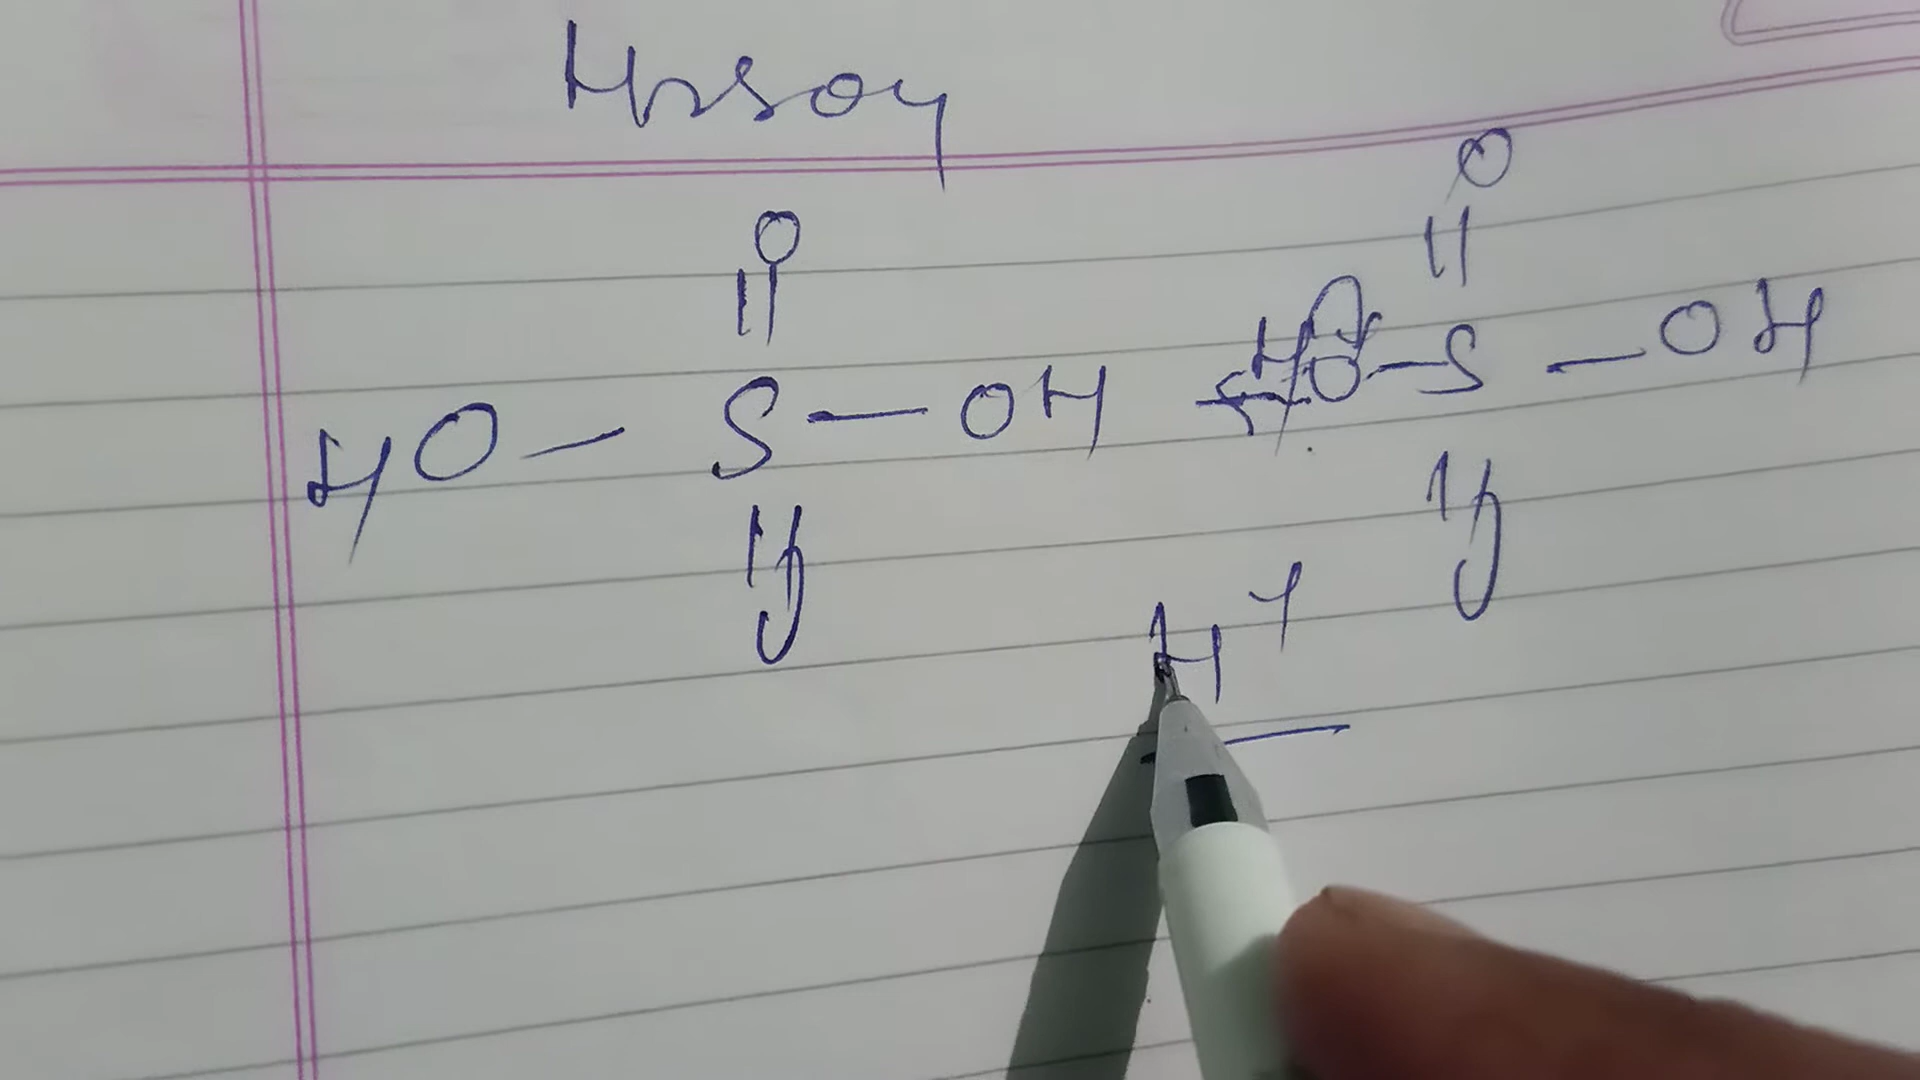 H2SO4
O O
|| ||
HO — S — OH HO — S — OH
|| ||
O O
H+